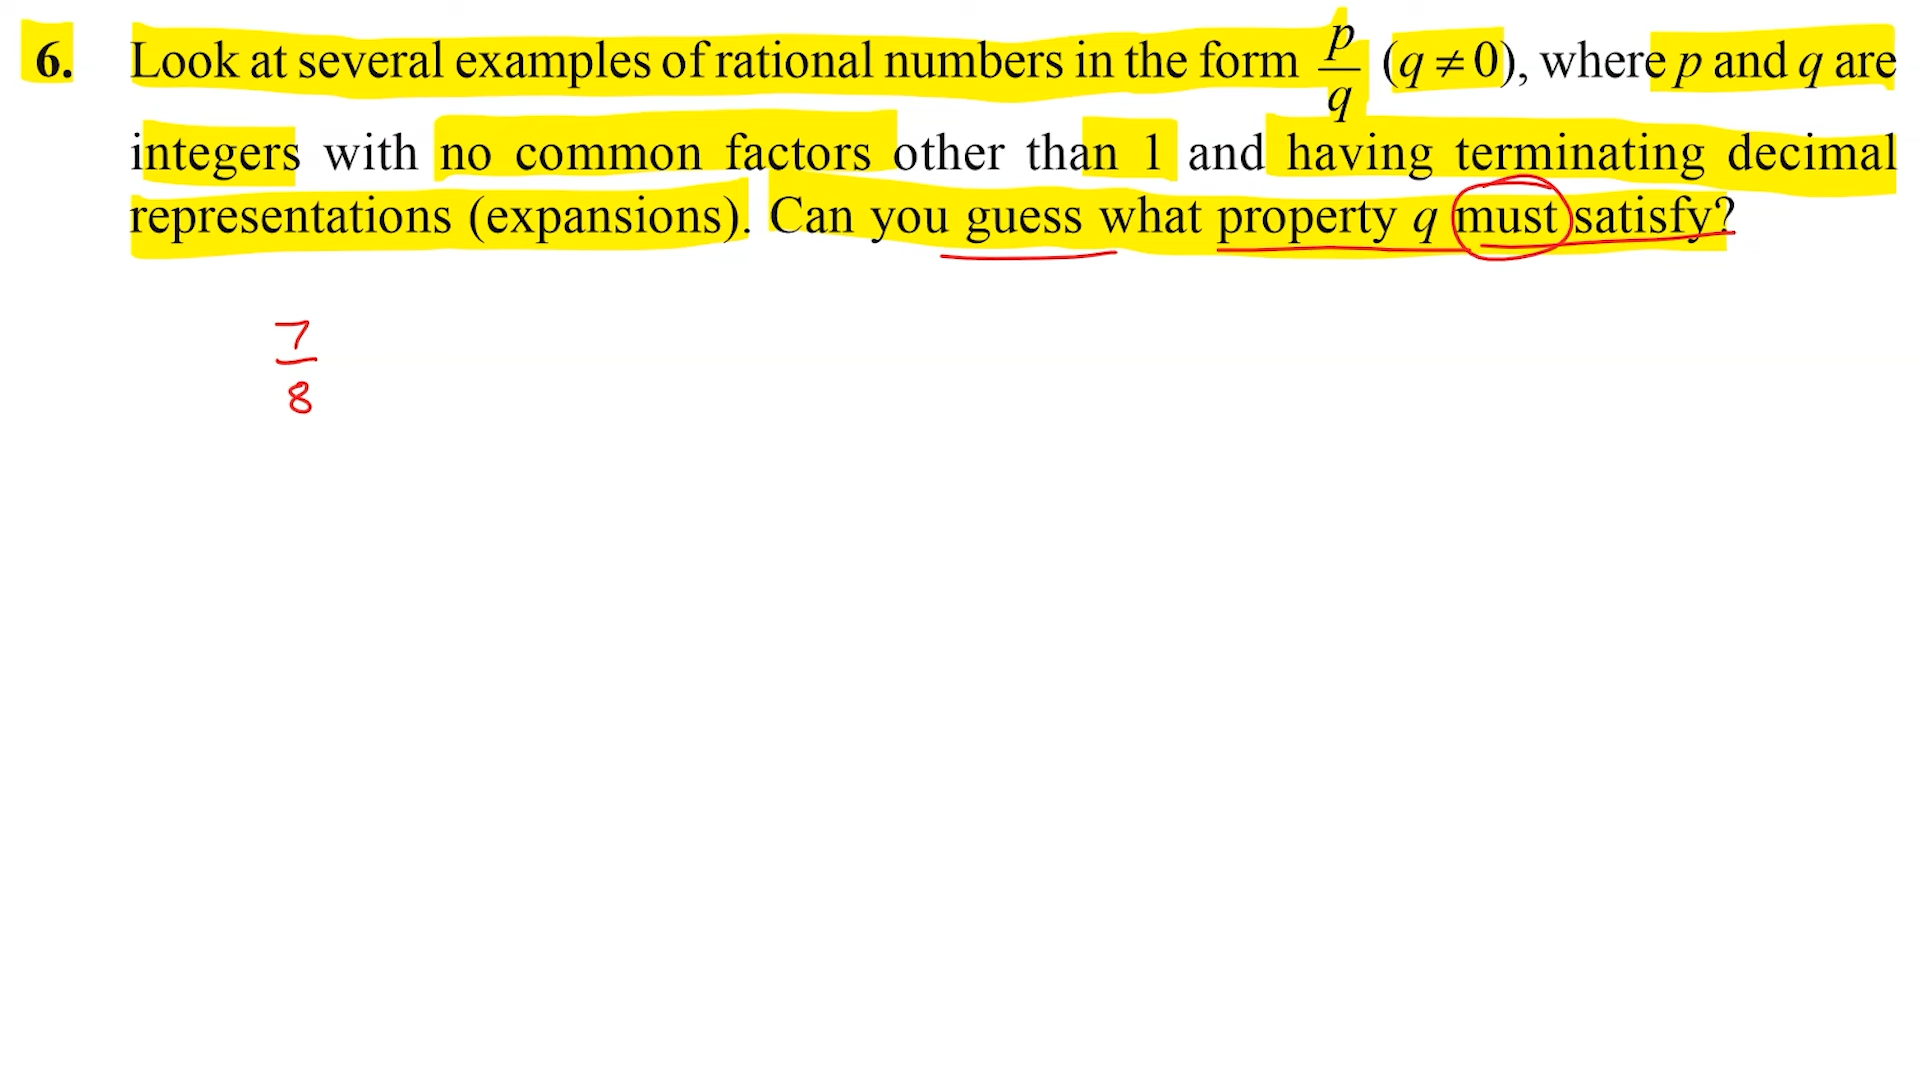 6. Look at several examples of rational numbers in the form p/q (q ≠ 0), where p and q are
integers with no common factors other than 1 and having terminating decimal
representations (expansions). Can you guess what property q must satisfy?
7/8